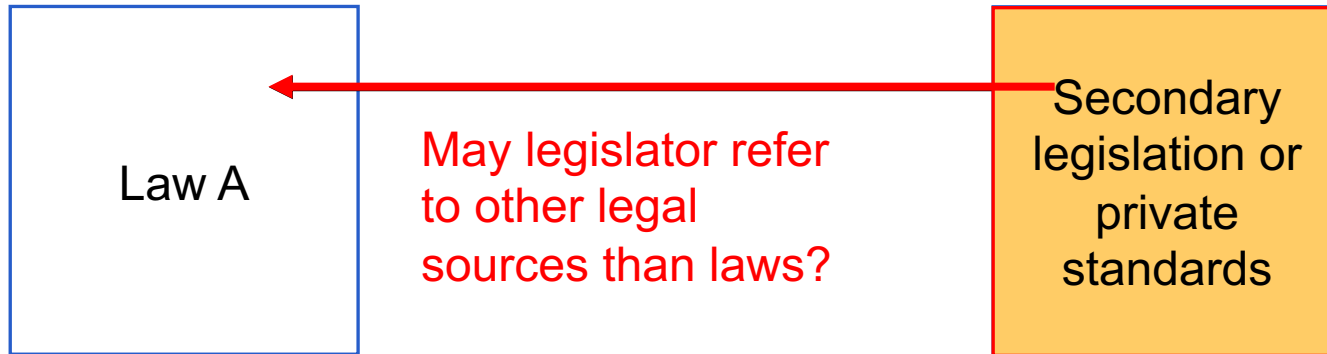 Law A
May legislator refer
to other legal
sources than laws?
Secondary
legislation or
private
standards